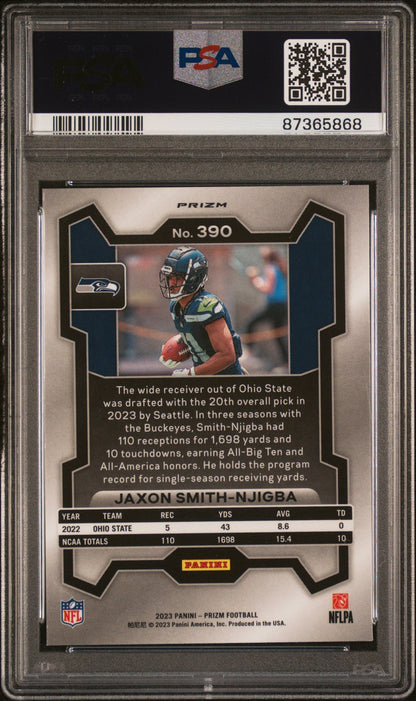 PSA
87365868
PRIZM
No. 390
The wide receiver out of Ohio State
was drafted with the 20th overall pick in
2023 by Seattle. In three seasons with
the Buckeyes, Smith-Njigba had
110 receptions for 1,698 yards and
10 touchdowns, earning All-Big Ten and
All-America honors. He holds the program
record for single-season receiving yards.
JAXON SMITH-NJIGBA
YEAR TEAM REC YDS AVG TD
2022 OHIO STATE 5 43 8.6 0
NCAA TOTALS 110 1698 15.4 10
PANINI
NFL
NFLPA
2023 PANINI – PRIZM FOOTBALL
帕尼尼 © 2023 Panini America, Inc. Produced in the USA.
PSA